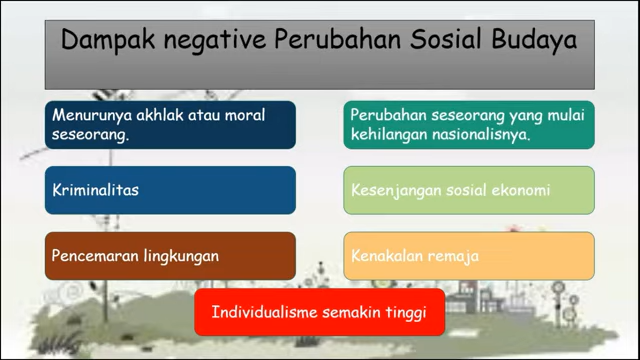 Dampak negative Perubahan Sosial Budaya
Menurunya akhlak atau moral
seseorang.
Perubahan seseorang yang mulai
kehilangan nasionalisnya.
Kriminalitas
Kesenjangan sosial ekonomi
Pencemaran lingkungan
Kenakalan remaja
Individualisme semakin tinggi